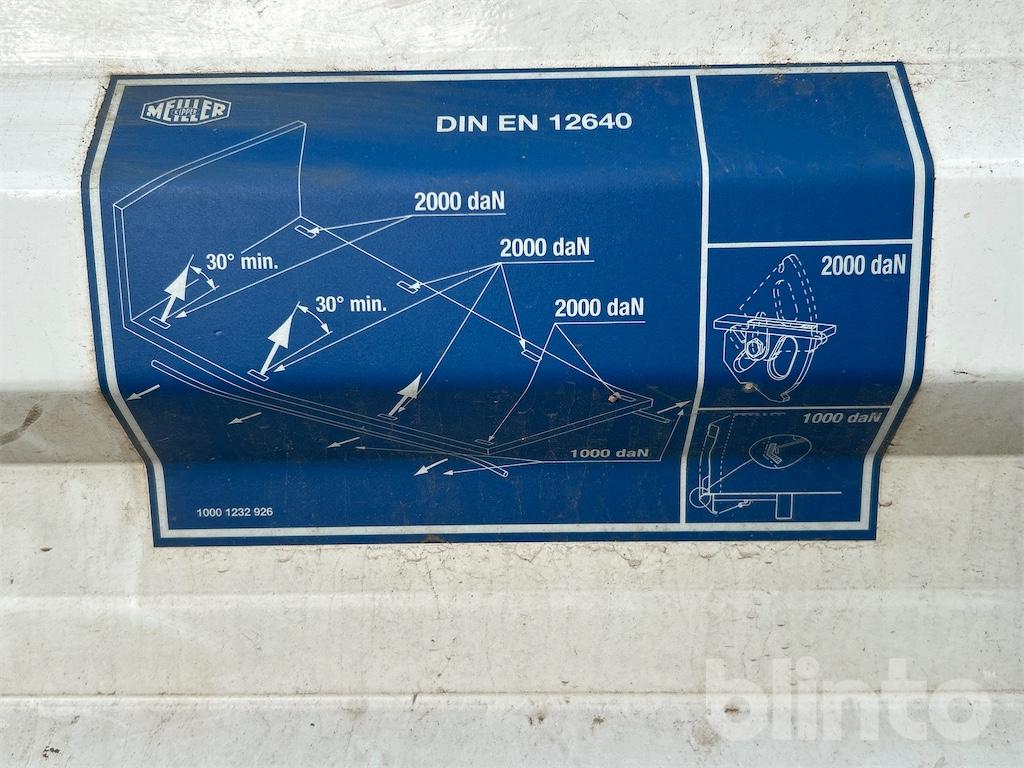 MEILLER
KIPPER
DIN EN 12640
2000 daN
2000 daN
30° min.
2000 daN
30° min.
2000 daN
1000 daN
1000 daN
1000 1232 926
blinto